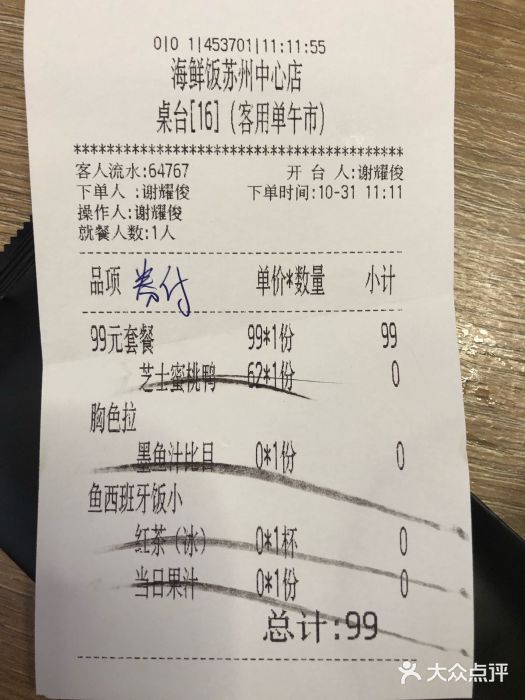 0|0 1|453701|11:11:55
海鲜饭苏州中心店
桌台[16] (客用单午市)
客人流水:64767 开台人:谢耀俊
下单人 :谢耀俊 下单时间:10-31 11:11
操作人:谢耀俊
就餐人数:1人
品项 券付 单价*数量 小计
99元套餐 99*1份 99
芝士蜜桃鸭 62*1份 0
胸色拉
墨鱼汁比目 0*1份 0
鱼西班牙饭小
红茶（冰） 0*1杯 0
当日果汁 0*1份 0
总计:99
大众点评